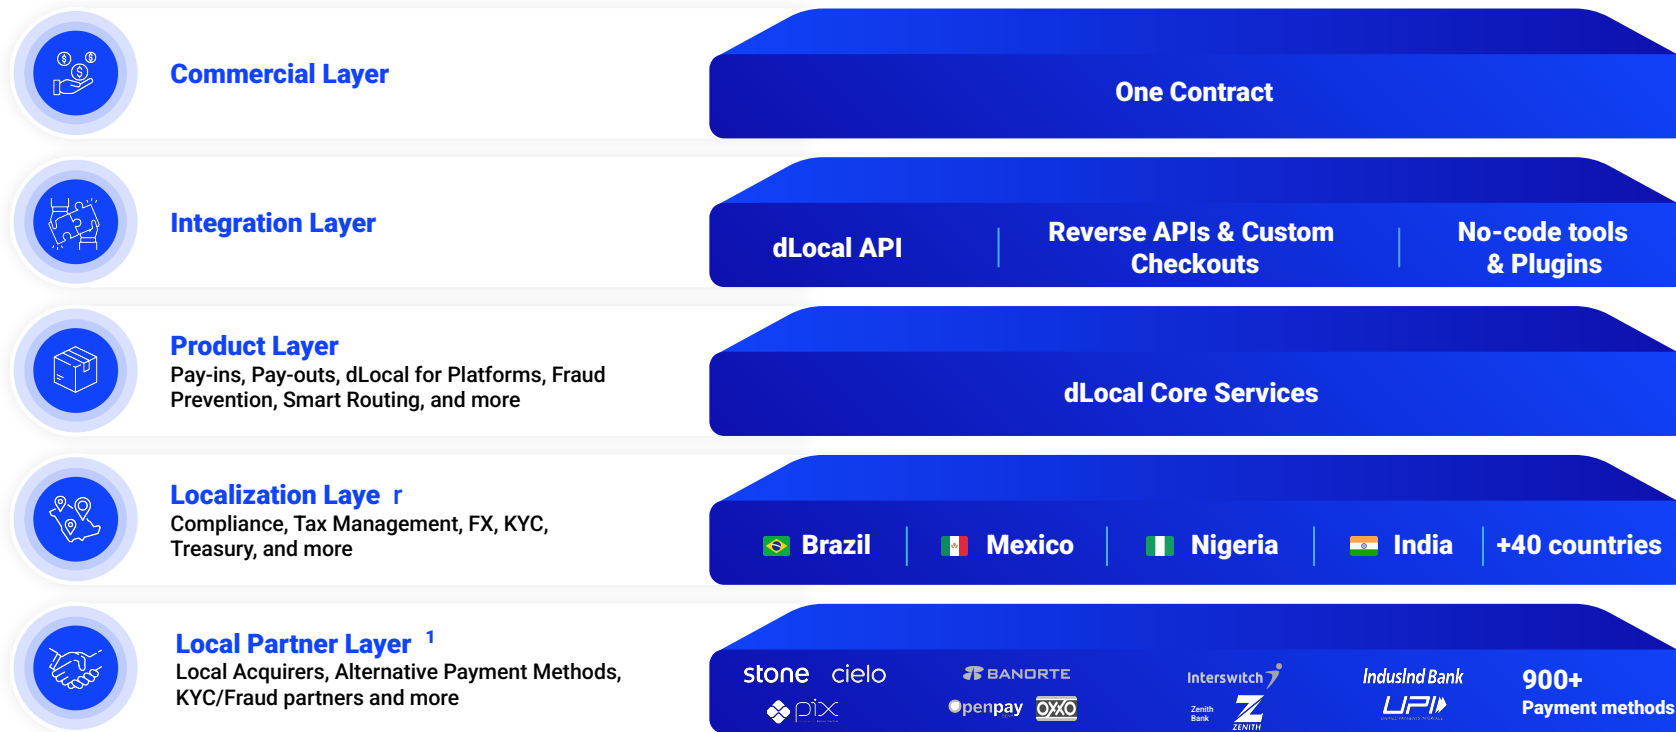 Commercial Layer
One Contract
Integration Layer
dLocal API
Reverse APIs & Custom
Checkouts
No-code tools
& Plugins
Product Layer
Pay-ins, Pay-outs, dLocal for Platforms, Fraud
Prevention, Smart Routing, and more
dLocal Core Services
Localization Laye r
Compliance, Tax Management, FX, KYC,
Treasury, and more
Brazil
Mexico
Nigeria
India
+40 countries
Local Partner Layer 1
Local Acquirers, Alternative Payment Methods,
KYC/Fraud partners and more
stone
cielo
pix
BANORTE
Openpay
OXXO
Interswitch
Zenith
Bank
Z
ZENITH
IndusInd Bank
UPI
900+
Payment methods